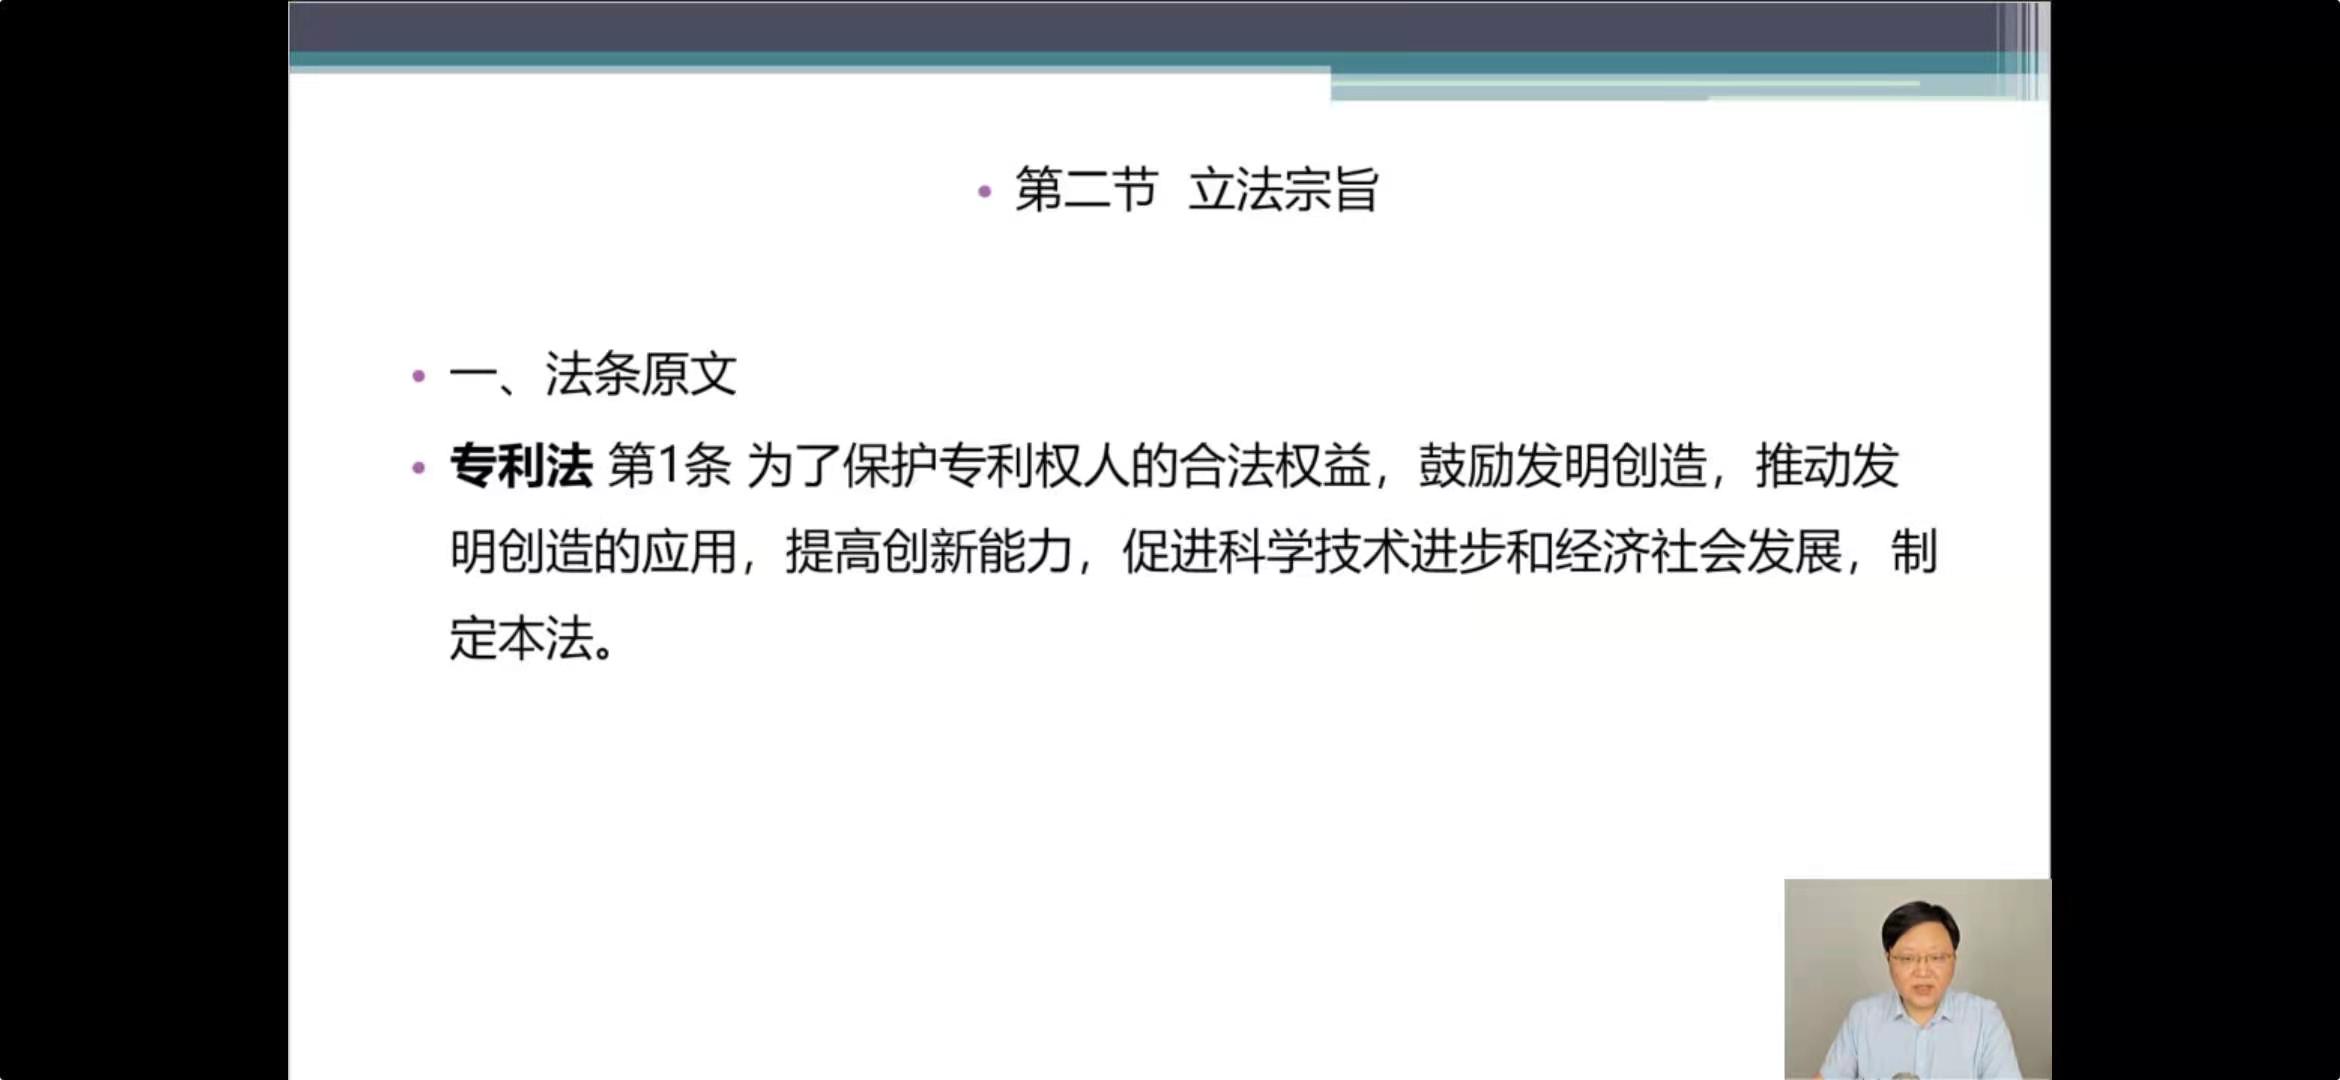 • 第二节 立法宗旨
• 一、法条原文
• 专利法 第1条 为了保护专利权人的合法权益，鼓励发明创造，推动发
明创造的应用，提高创新能力，促进科学技术进步和经济社会发展，制
定本法。